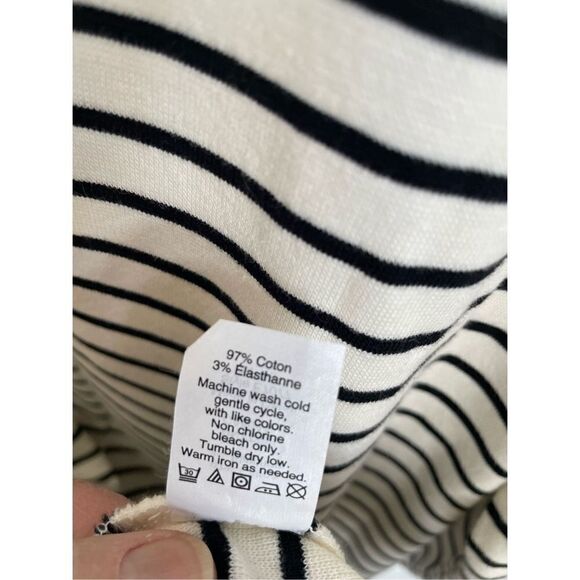 97% Coton
3% Élasthanne
Machine wash cold
gentle cycle,
with like colors.
Non chlorine
bleach only.
Tumble dry low.
Warm iron as needed.
30